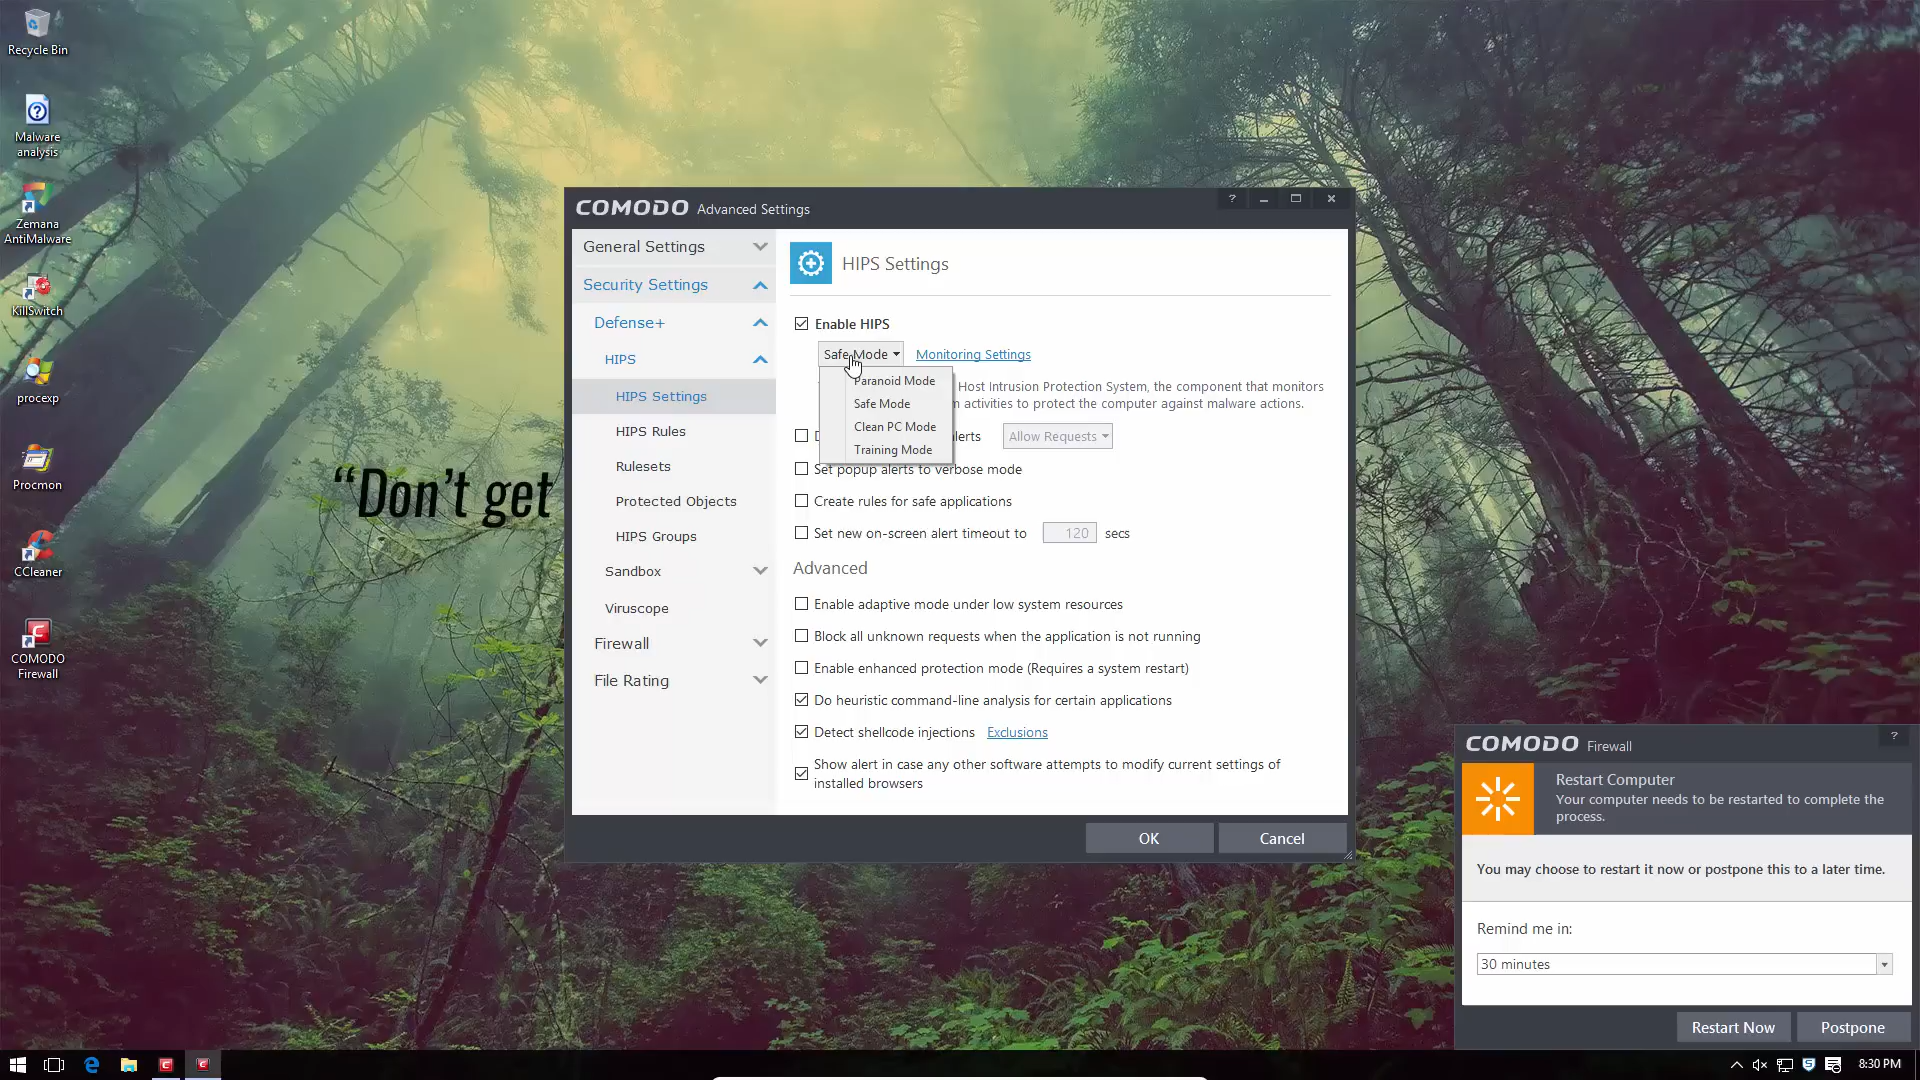 Recycle Bin
Malware
analysis
Zemana
AntiMalware
KillSwitch
procexp
Procmon
CCleaner
COMODO
Firewall
“Don’t get
COMODO Advanced Settings
?
General Settings
Security Settings
Defense+
HIPS
HIPS Settings
HIPS Rules
Rulesets
Protected Objects
HIPS Groups
Sandbox
Viruscope
Firewall
File Rating
HIPS Settings
Enable HIPS
Safe Mode Monitoring Settings
Paranoid Mode
Safe Mode
Clean PC Mode
Training Mode
Host Intrusion Protection System, the component that monitors
activities to protect the computer against malware actions.
Allow Requests
Set popup alerts to verbose mode
Create rules for safe applications
Set new on-screen alert timeout to 120 secs
Advanced
Enable adaptive mode under low system resources
Block all unknown requests when the application is not running
Enable enhanced protection mode (Requires a system restart)
Do heuristic command-line analysis for certain applications
Detect shellcode injections Exclusions
Show alert in case any other software attempts to modify current settings of
installed browsers
OK Cancel
COMODO Firewall
?
Restart Computer
Your computer needs to be restarted to complete the
process.
You may choose to restart it now or postpone this to a later time.
Remind me in:
30 minutes
Restart Now Postpone
8:30 PM